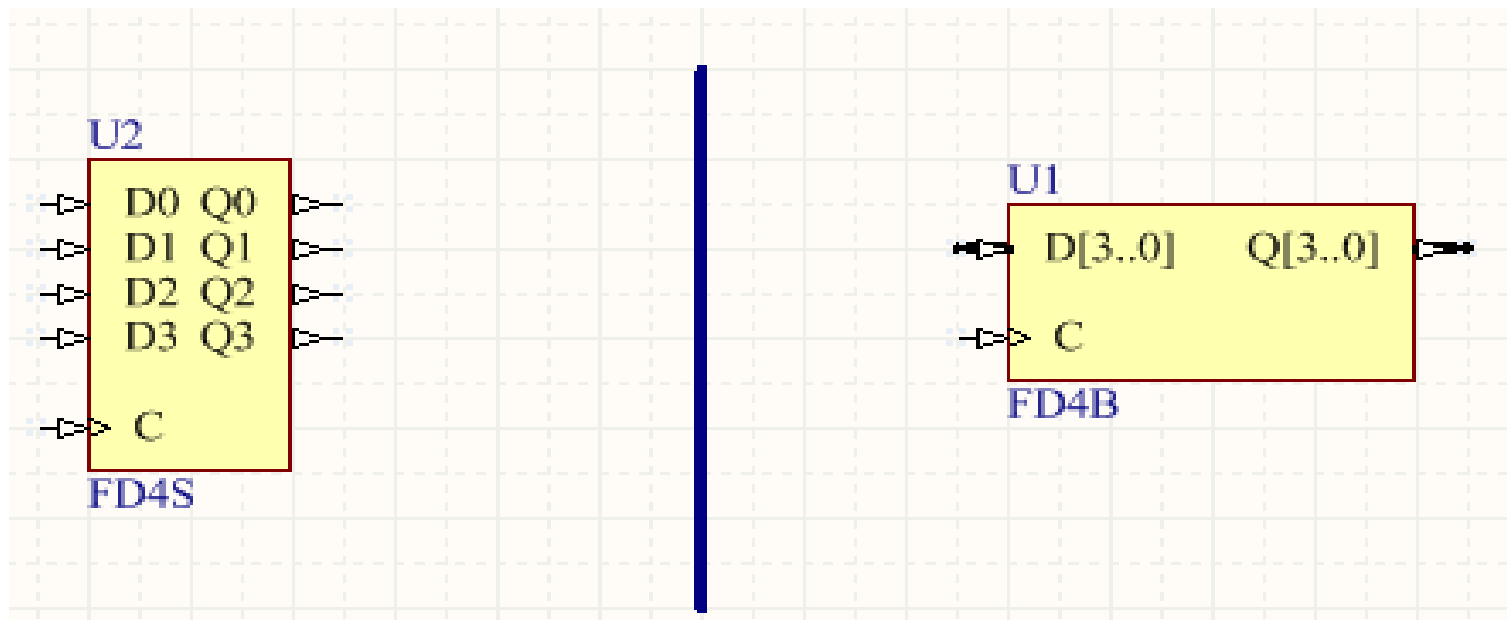 U2
D0 Q0
D1 Q1
D2 Q2
D3 Q3
C
FD4S
U1
D[3..0] Q[3..0]
C
FD4B